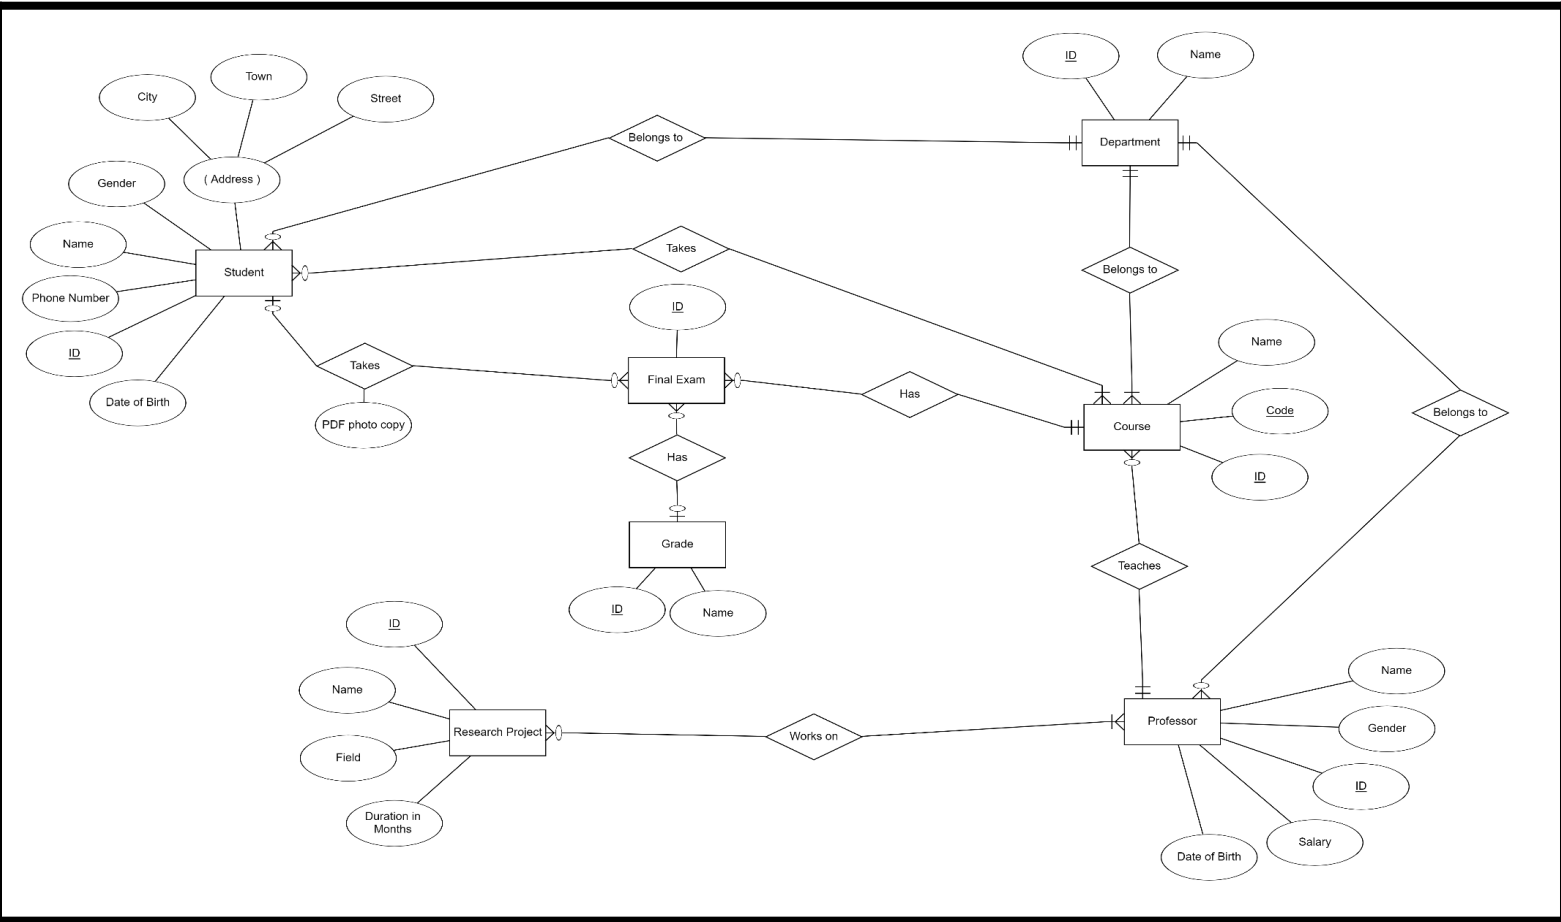 ID
Name
Town
City
Street
Belongs to
Department
( Address )
Gender
Name
Takes
Student
Belongs to
Phone Number
ID
ID
Date of Birth
Takes
PDF photo copy
Final Exam
Has
Name
Code
Course
ID
Belongs to
Has
Grade
ID
Name
Teaches
ID
Name
Research Project
Field
Duration in
Months
Works on
Professor
Name
Gender
ID
Salary
Date of Birth